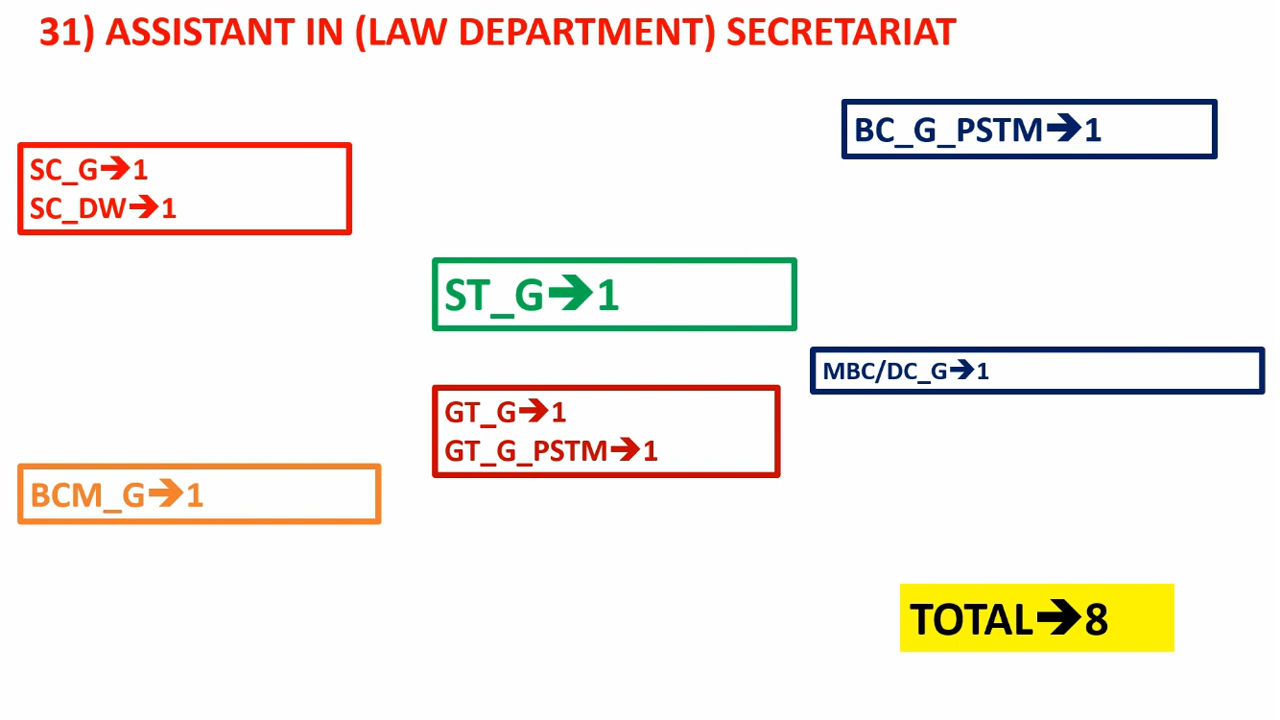 31) ASSISTANT IN (LAW DEPARTMENT) SECRETARIAT
BC_G_PSTM➔1
SC_G➔1
SC_DW➔1
ST_G➔1
MBC/DC_G➔1
GT_G➔1
GT_G_PSTM➔1
BCM_G➔1
TOTAL➔8